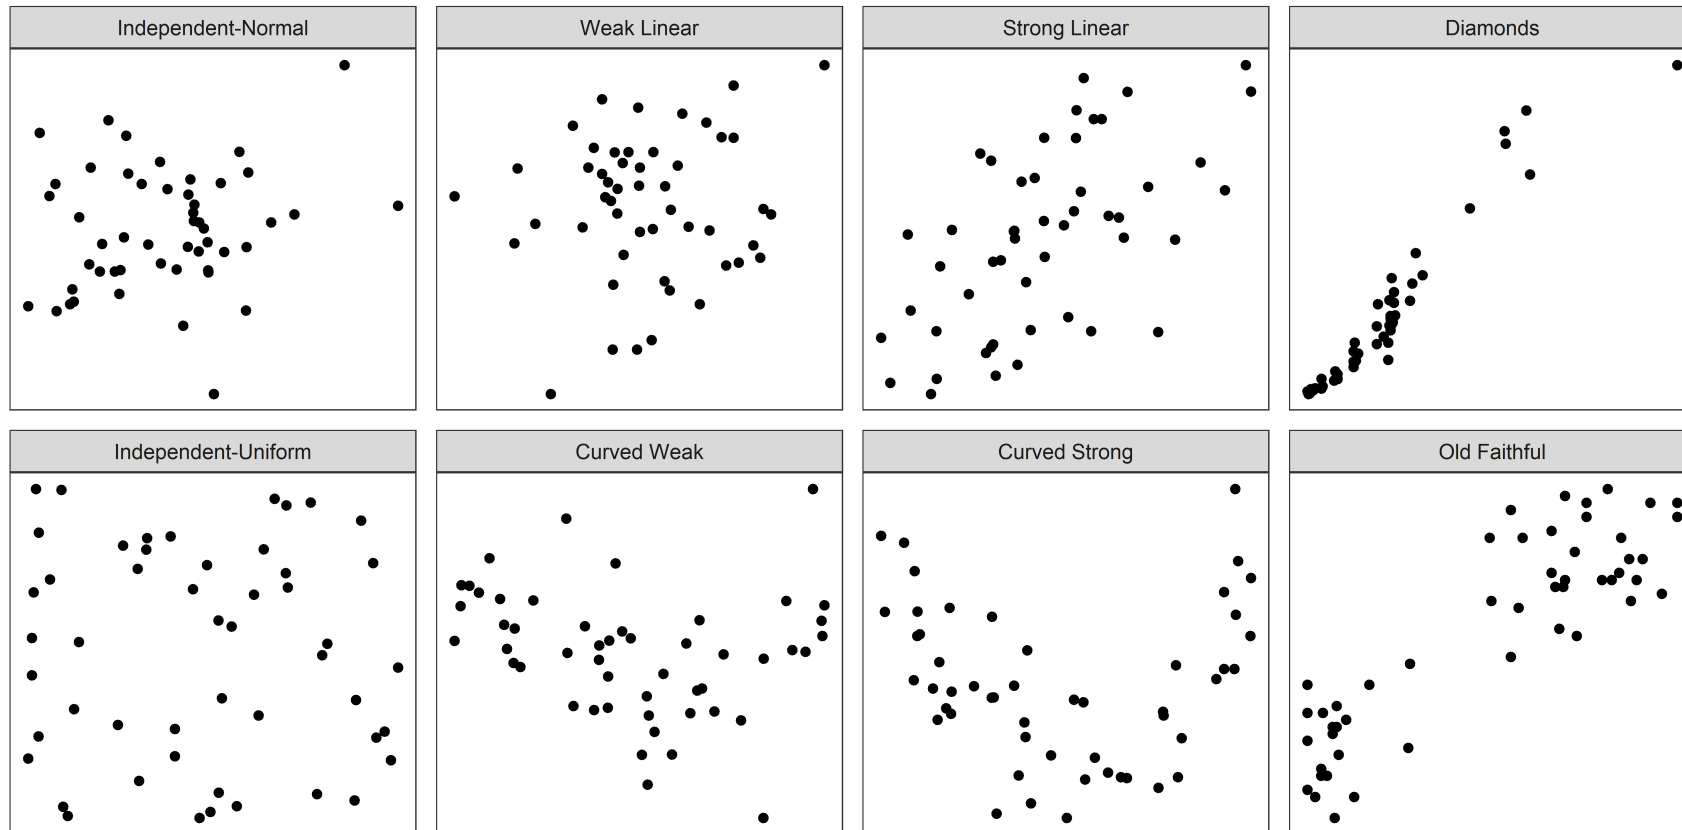 Independent-Normal
Weak Linear
Strong Linear
Diamonds
Independent-Uniform
Curved Weak
Curved Strong
Old Faithful